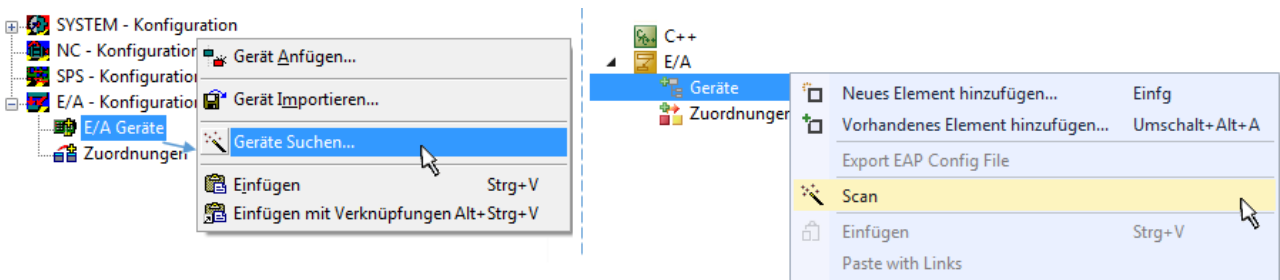 SYSTEM - Konfiguration
NC - Konfiguration
SPS - Konfiguration
E/A - Konfiguration
E/A Geräte
Zuordnungen
Gerät Anfügen...
Gerät Importieren...
Geräte Suchen...
Einfügen Strg+V
Einfügen mit Verknüpfungen Alt+Strg+V
C++
E/A
Geräte
Zuordnungen
Neues Element hinzufügen... Einfg
Vorhandenes Element hinzufügen... Umschalt+Alt+A
Export EAP Config File
Scan
Einfügen Strg+V
Paste with Links